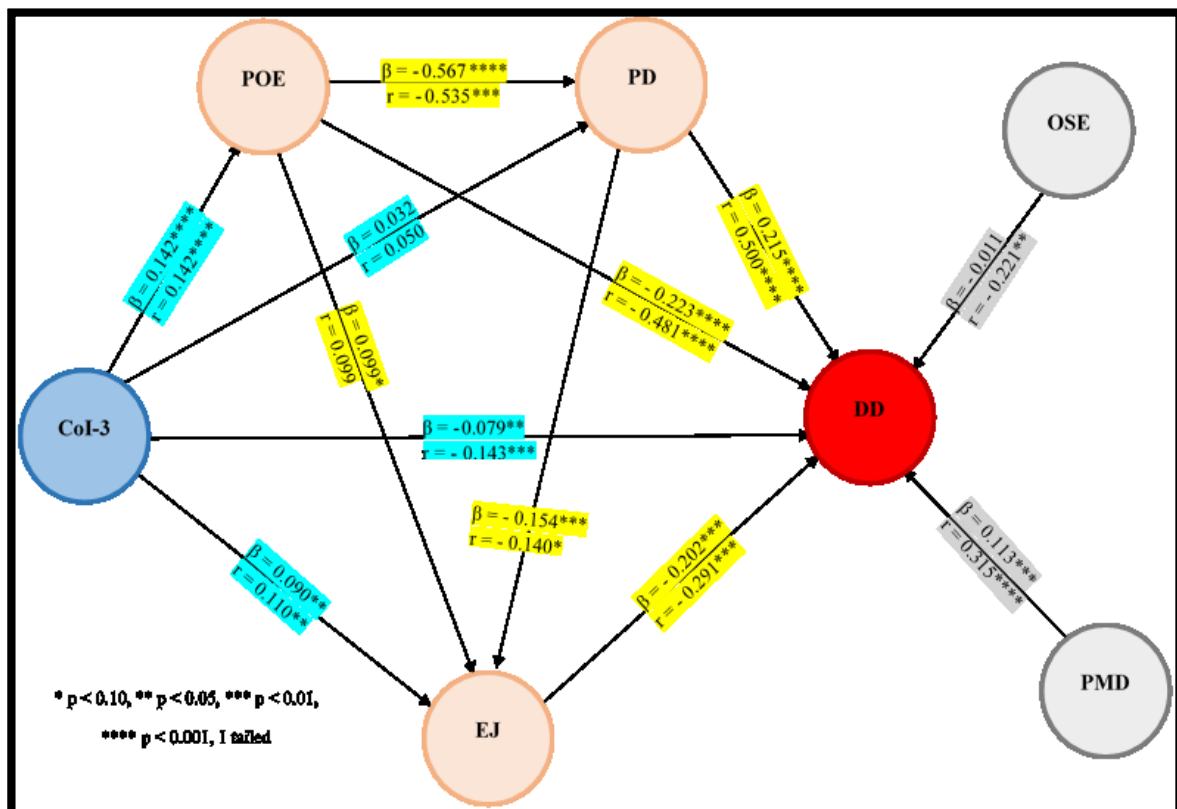 POE
β = - 0.567 ****
r = - 0.535 ***
PD
OSE
β = 0.142****
r = 0.142****
β = 0.032
r = 0.050
β = 0.215****
r = 0.500****
β = -0.011
r = - 0.221**
β = - 0.223****
r = - 0.481****
β = 0.099*
r = 0.099
CoI-3
β = -0.079**
r = - 0.143***
DD
β = - 0.154***
r = - 0.140*
β = 0.090**
r = 0.110**
β = - 0.202***
r = - 0.291***
β = 0.113***
r = 0.315****
EJ
PMD
* p < 0.10, ** p < 0.05, *** p < 0.01,
**** p < 0.001, 1 tailed